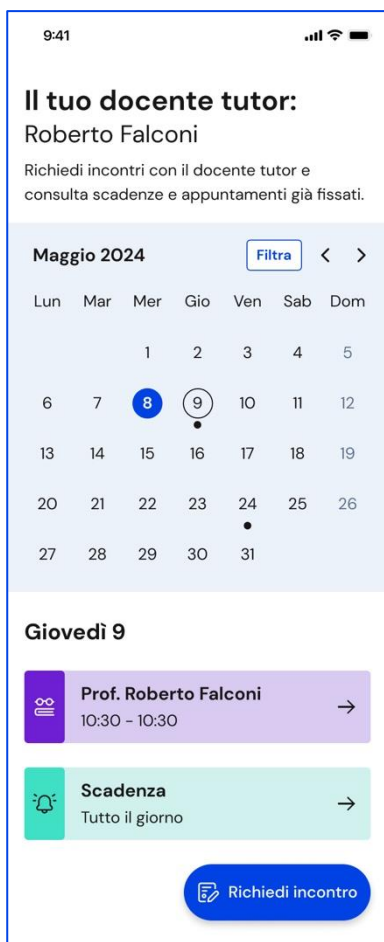 9:41
Il tuo docente tutor:
Roberto Falconi
Richiedi incontri con il docente tutor e
consulta scadenze e appuntamenti già fissati.
Maggio 2024 Filtra
Lun Mar Mer Gio Ven Sab Dom
1 2 3 4 5
6 7 8 9 10 11 12
13 14 15 16 17 18 19
20 21 22 23 24 25 26
27 28 29 30 31
Giovedì 9
Prof. Roberto Falconi
10:30 - 10:30
Scadenza
Tutto il giorno
Richiedi incontro